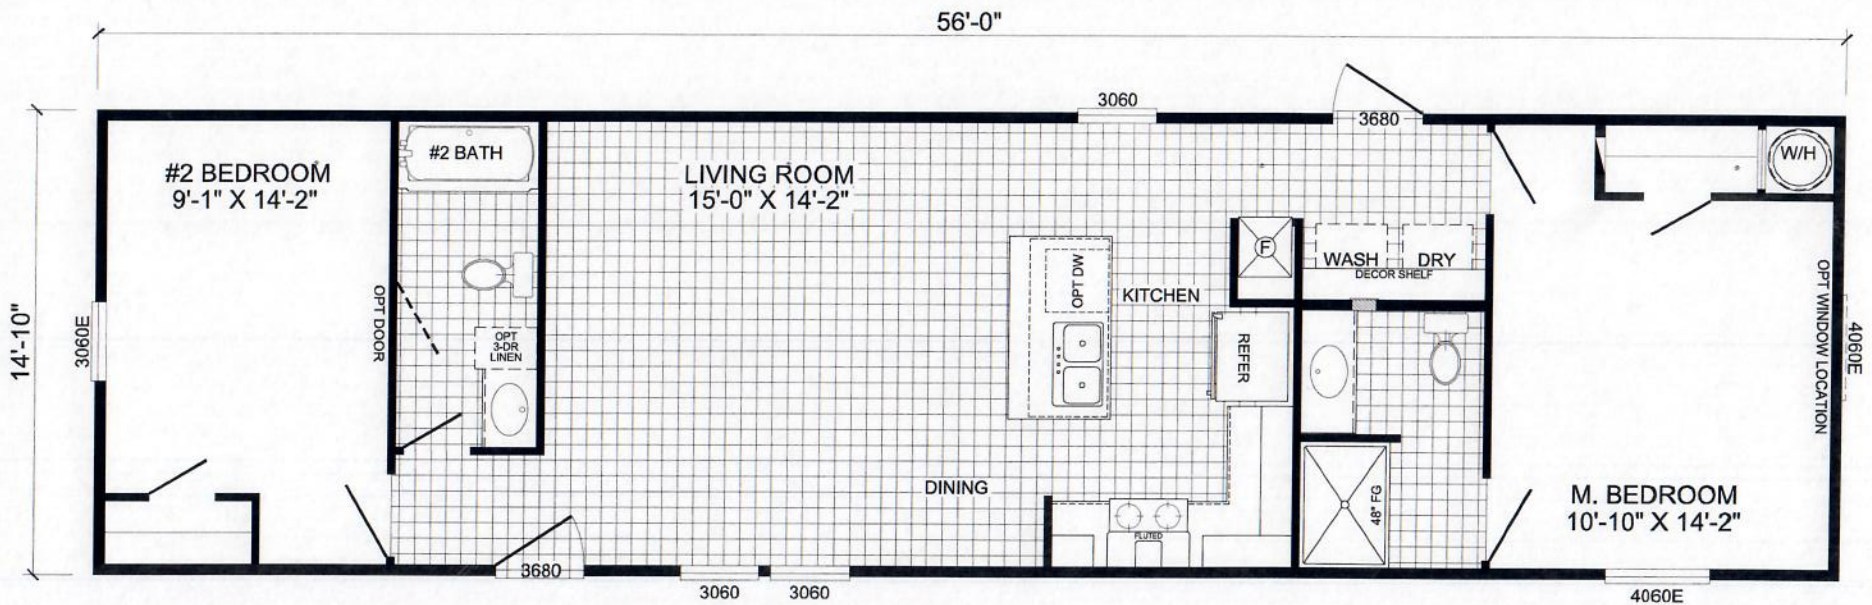 56'-0"
3060
3680
#2 BEDROOM
9'-1" X 14'-2"
#2 BATH
LIVING ROOM
15'-0" X 14'-2"
W/H
F
WASH
DRY
DECOR SHELF
OPT DW
KITCHEN
OPT DOOR
OPT
3-DR
LINEN
REFER
OPT WINDOW LOCATION
4060E
14'-10"
3060E
DINING
48" FG
M. BEDROOM
10'-10" X 14'-2"
FLUTED
3680
3060
3060
4060E